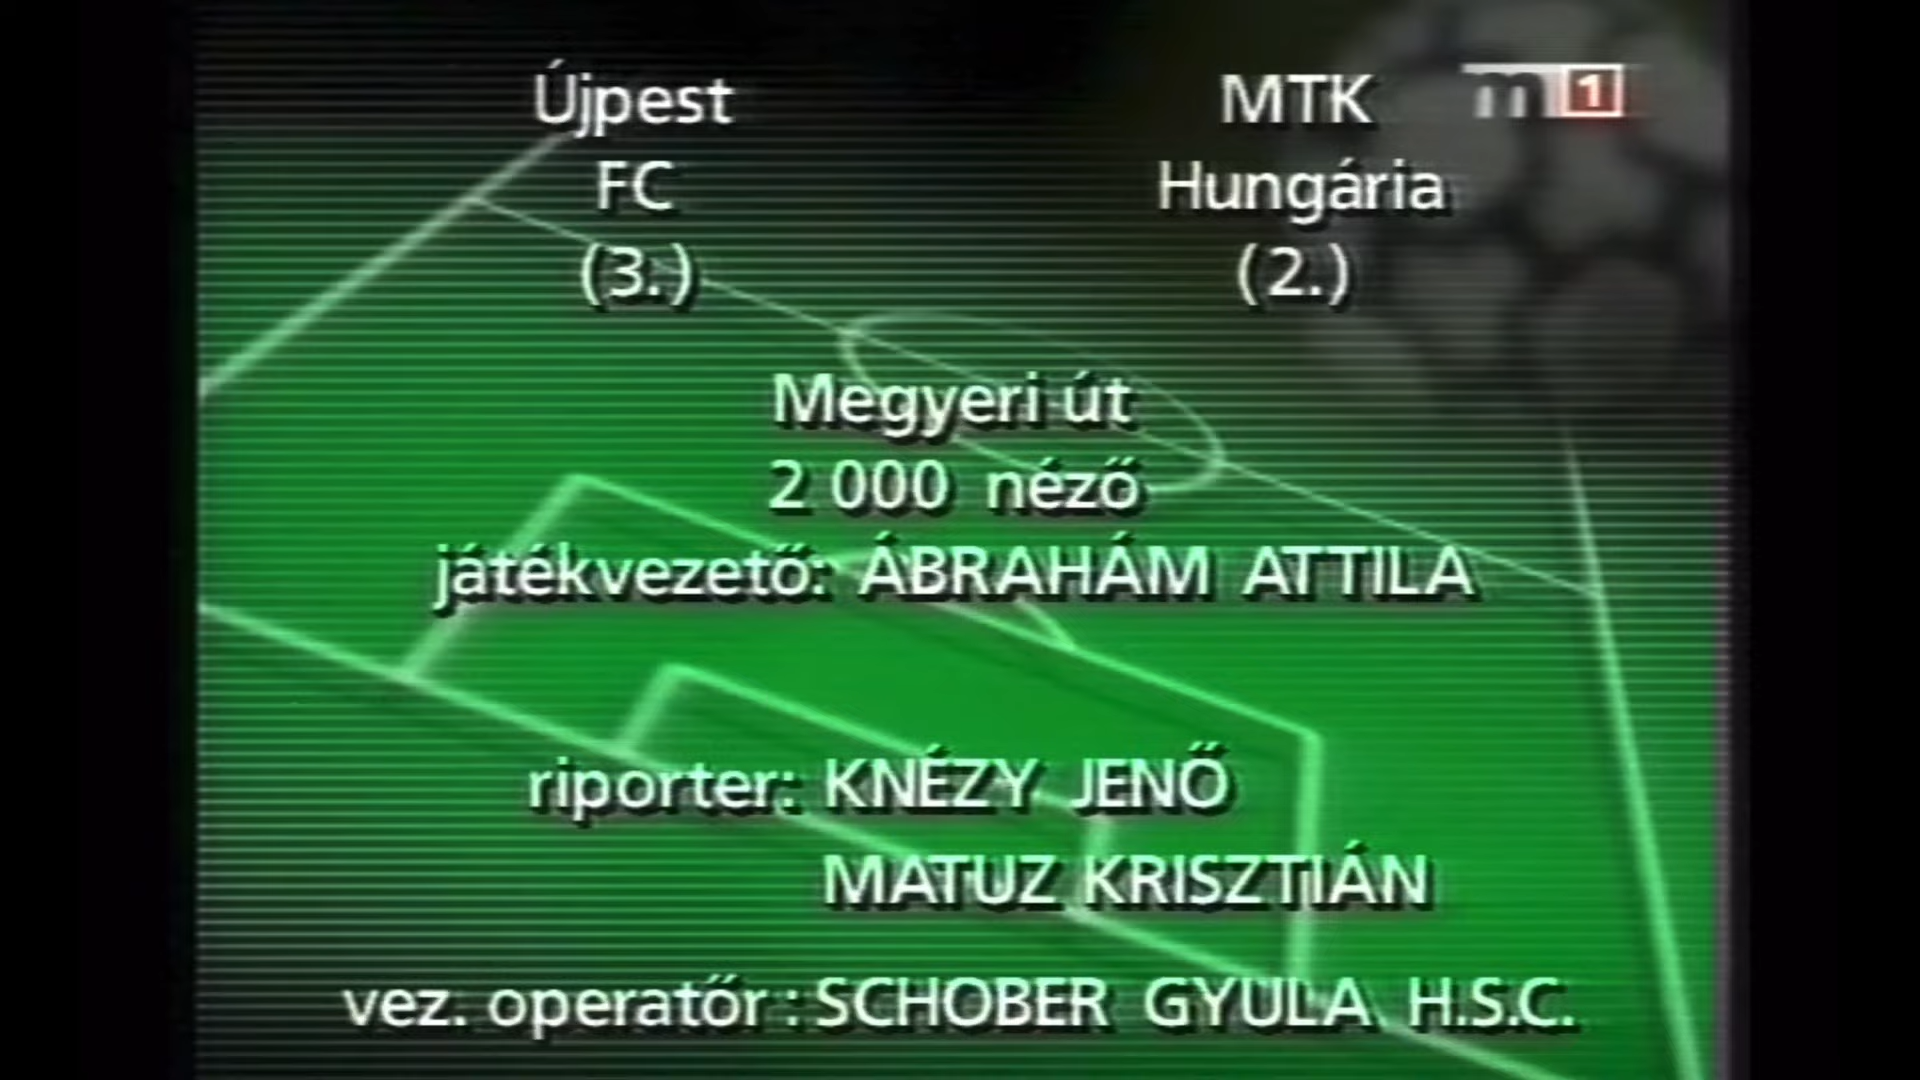 Újpest MTK m1
FC Hungária
(3.) (2.)
Megyeri út
2 000 néző
játékvezető: ÁBRAHÁM ATTILA
riporter: KNÉZY JENŐ
MATUZ KRISZTIÁN
vez. operatőr : SCHOBER GYULA H.S.C.